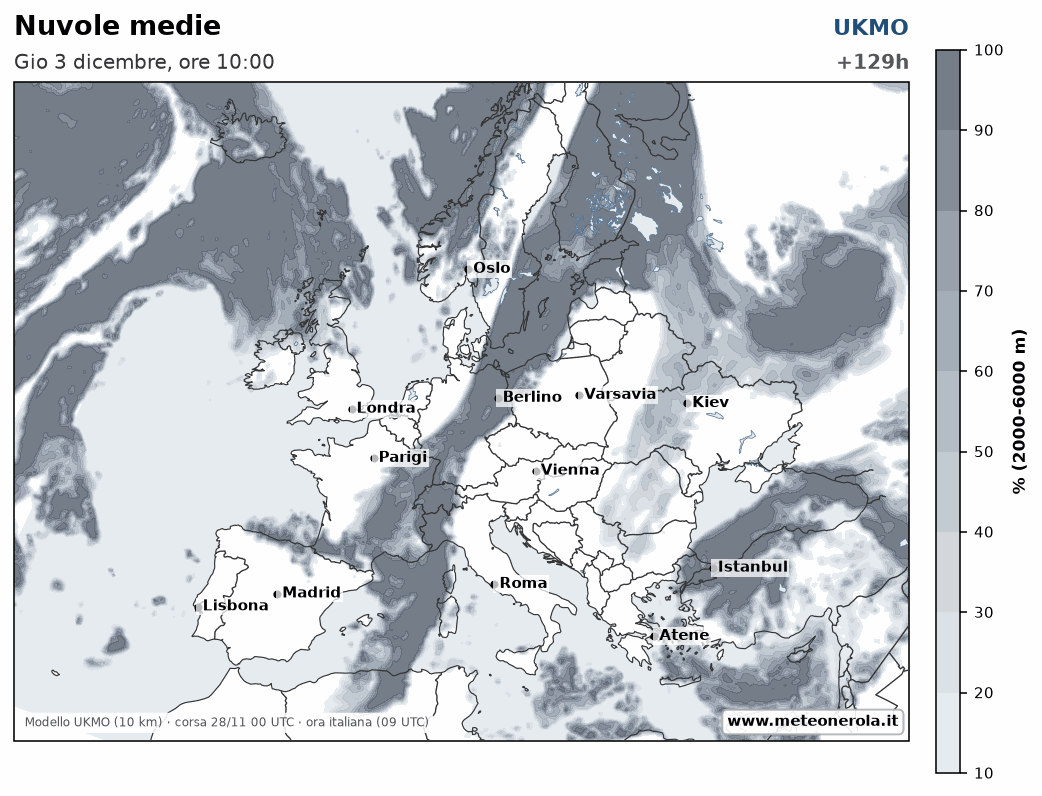 Nuvole medie
UKMO
Gio 3 dicembre, ore 10:00
+129h
100
90
80
70
60
50
40
30
20
10
% (2000-6000 m)
Oslo
Berlino
Varsavia
Kiev
Londra
Parigi
Vienna
Istanbul
Roma
Madrid
Lisbona
Atene
Modello UKMO (10 km) · corsa 28/11 00 UTC · ora italiana (09 UTC)
www.meteonerola.it